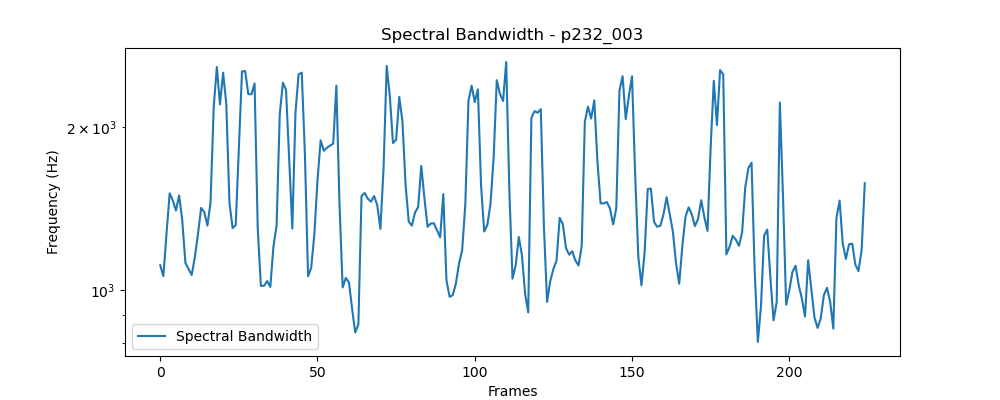 Spectral Bandwidth - p232_003
Frequency (Hz)
2 × 10³
10³
Spectral Bandwidth
0 50 100 150 200
Frames